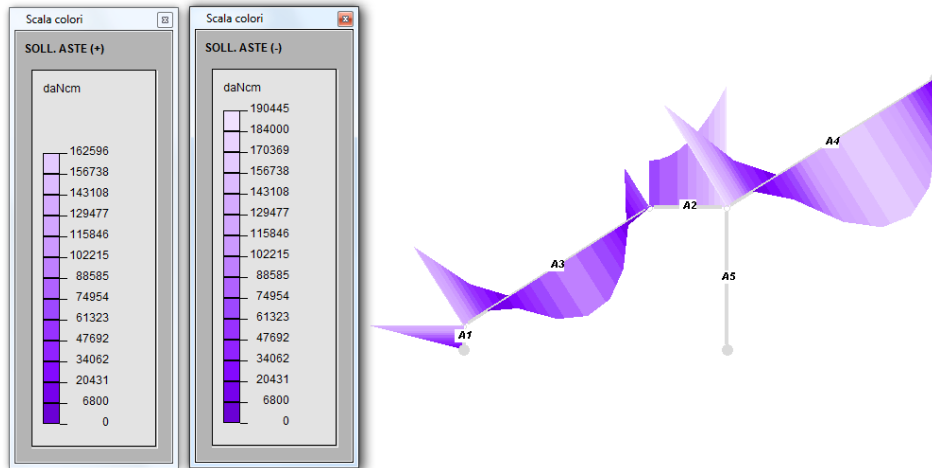 Scala colori
SOLL. ASTE (+)
daNcm
162596
156738
143108
129477
115846
102215
88585
74954
61323
47692
34062
20431
6800
0
Scala colori
SOLL. ASTE (-)
daNcm
190445
184000
170369
156738
143108
129477
115846
102215
88585
74954
61323
47692
34062
20431
6800
0
A4
A2
A3
A5
A1